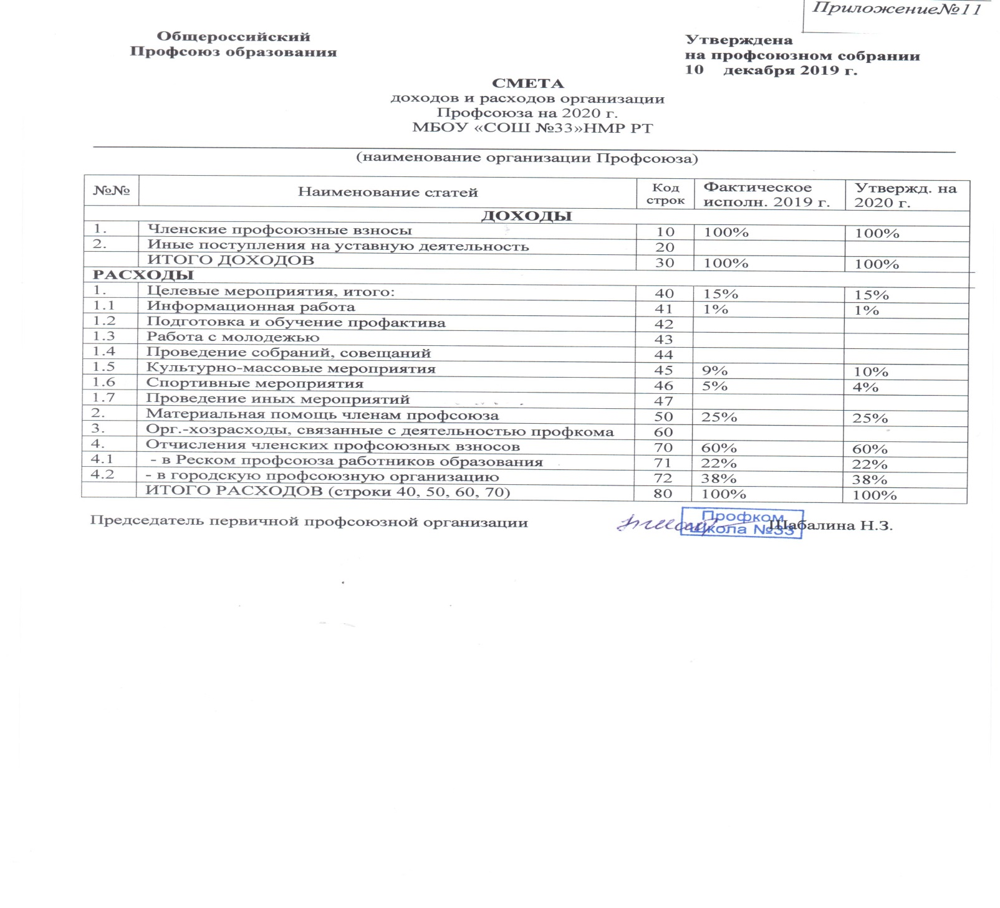 Приложение№11
Общероссийский
Профсоюз образования
Утверждена
на профсоюзном собрании
10 декабря 2019 г.
СМЕТА
доходов и расходов организации
Профсоюза на 2020 г.
МБОУ «СОШ №33»НМР РТ
(наименование организации Профсоюза)
№№ Наименование статей Код строк Фактическое исполн. 2019 г. Утвержд. на 2020 г.
ДОХОДЫ
1. Членские профсоюзные взносы 10 100% 100%
2. Иные поступления на уставную деятельность 20
ИТОГО ДОХОДОВ 30 100% 100%
РАСХОДЫ
1. Целевые мероприятия, итого: 40 15% 15%
1.1 Информационная работа 41 1% 1%
1.2 Подготовка и обучение профактива 42
1.3 Работа с молодежью 43
1.4 Проведение собраний, совещаний 44
1.5 Культурно-массовые мероприятия 45 9% 10%
1.6 Спортивные мероприятия 46 5% 4%
1.7 Проведение иных мероприятий 47
2. Материальная помощь членам профсоюза 50 25% 25%
3. Орг.-хозрасходы, связанные с деятельностью профкома 60
4. Отчисления членских профсоюзных взносов 70 60% 60%
4.1 - в Реском профсоюза работников образования 71 22% 22%
4.2 - в городскую профсоюзную организацию 72 38% 38%
ИТОГО РАСХОДОВ (строки 40, 50, 60, 70) 80 100% 100%
Председатель первичной профсоюзной организации Шабалина Н.З.
Профком
школа №33